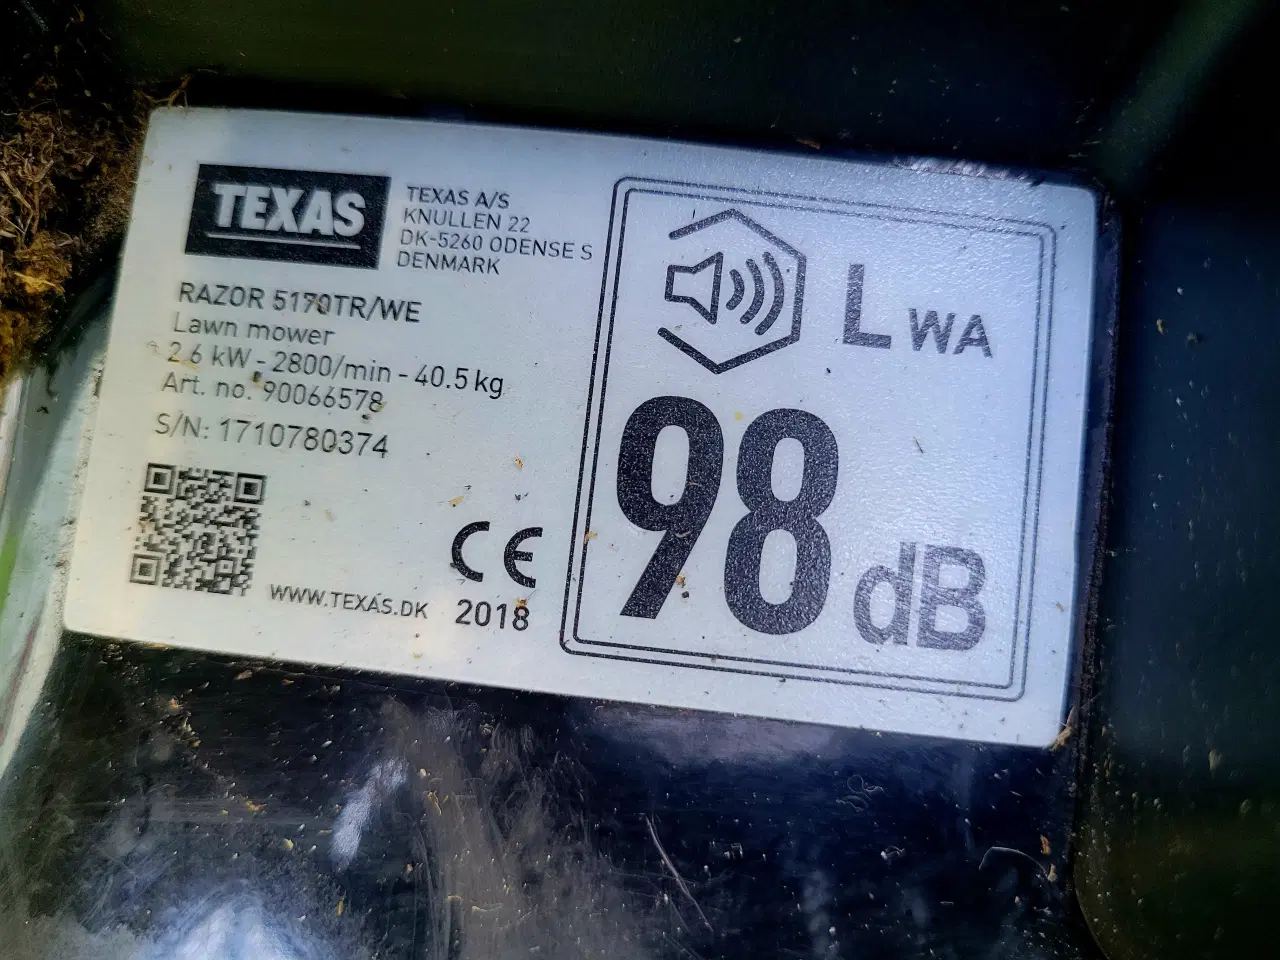 TEXAS
TEXAS A/S
KNULLEN 22
DK-5260 ODENSE S
DENMARK
RAZOR 5170TR/WE
Lawn mower
2.6 kW - 2800/min - 40.5 kg
Art. no. 90066578
S/N: 1710780374
WWW.TEXAS.DK
CE
2018
LWA
98 dB